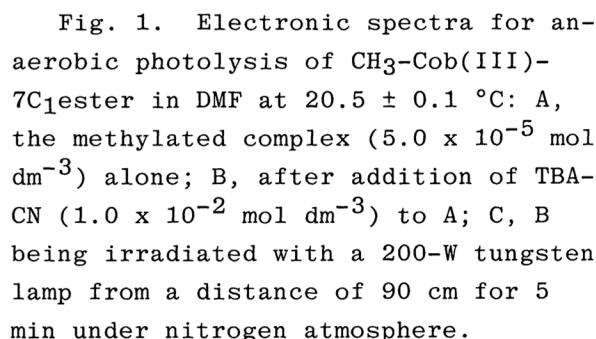 Fig. 1. Electronic spectra for an-
aerobic photolysis of CH3-Cob(III)-
7C1ester in DMF at 20.5 ± 0.1 °C: A,
the methylated complex (5.0 x 10⁻⁵ mol
dm⁻³) alone; B, after addition of TBA-
CN (1.0 x 10⁻² mol dm⁻³) to A; C, B
being irradiated with a 200-W tungsten
lamp from a distance of 90 cm for 5
min under nitrogen atmosphere.